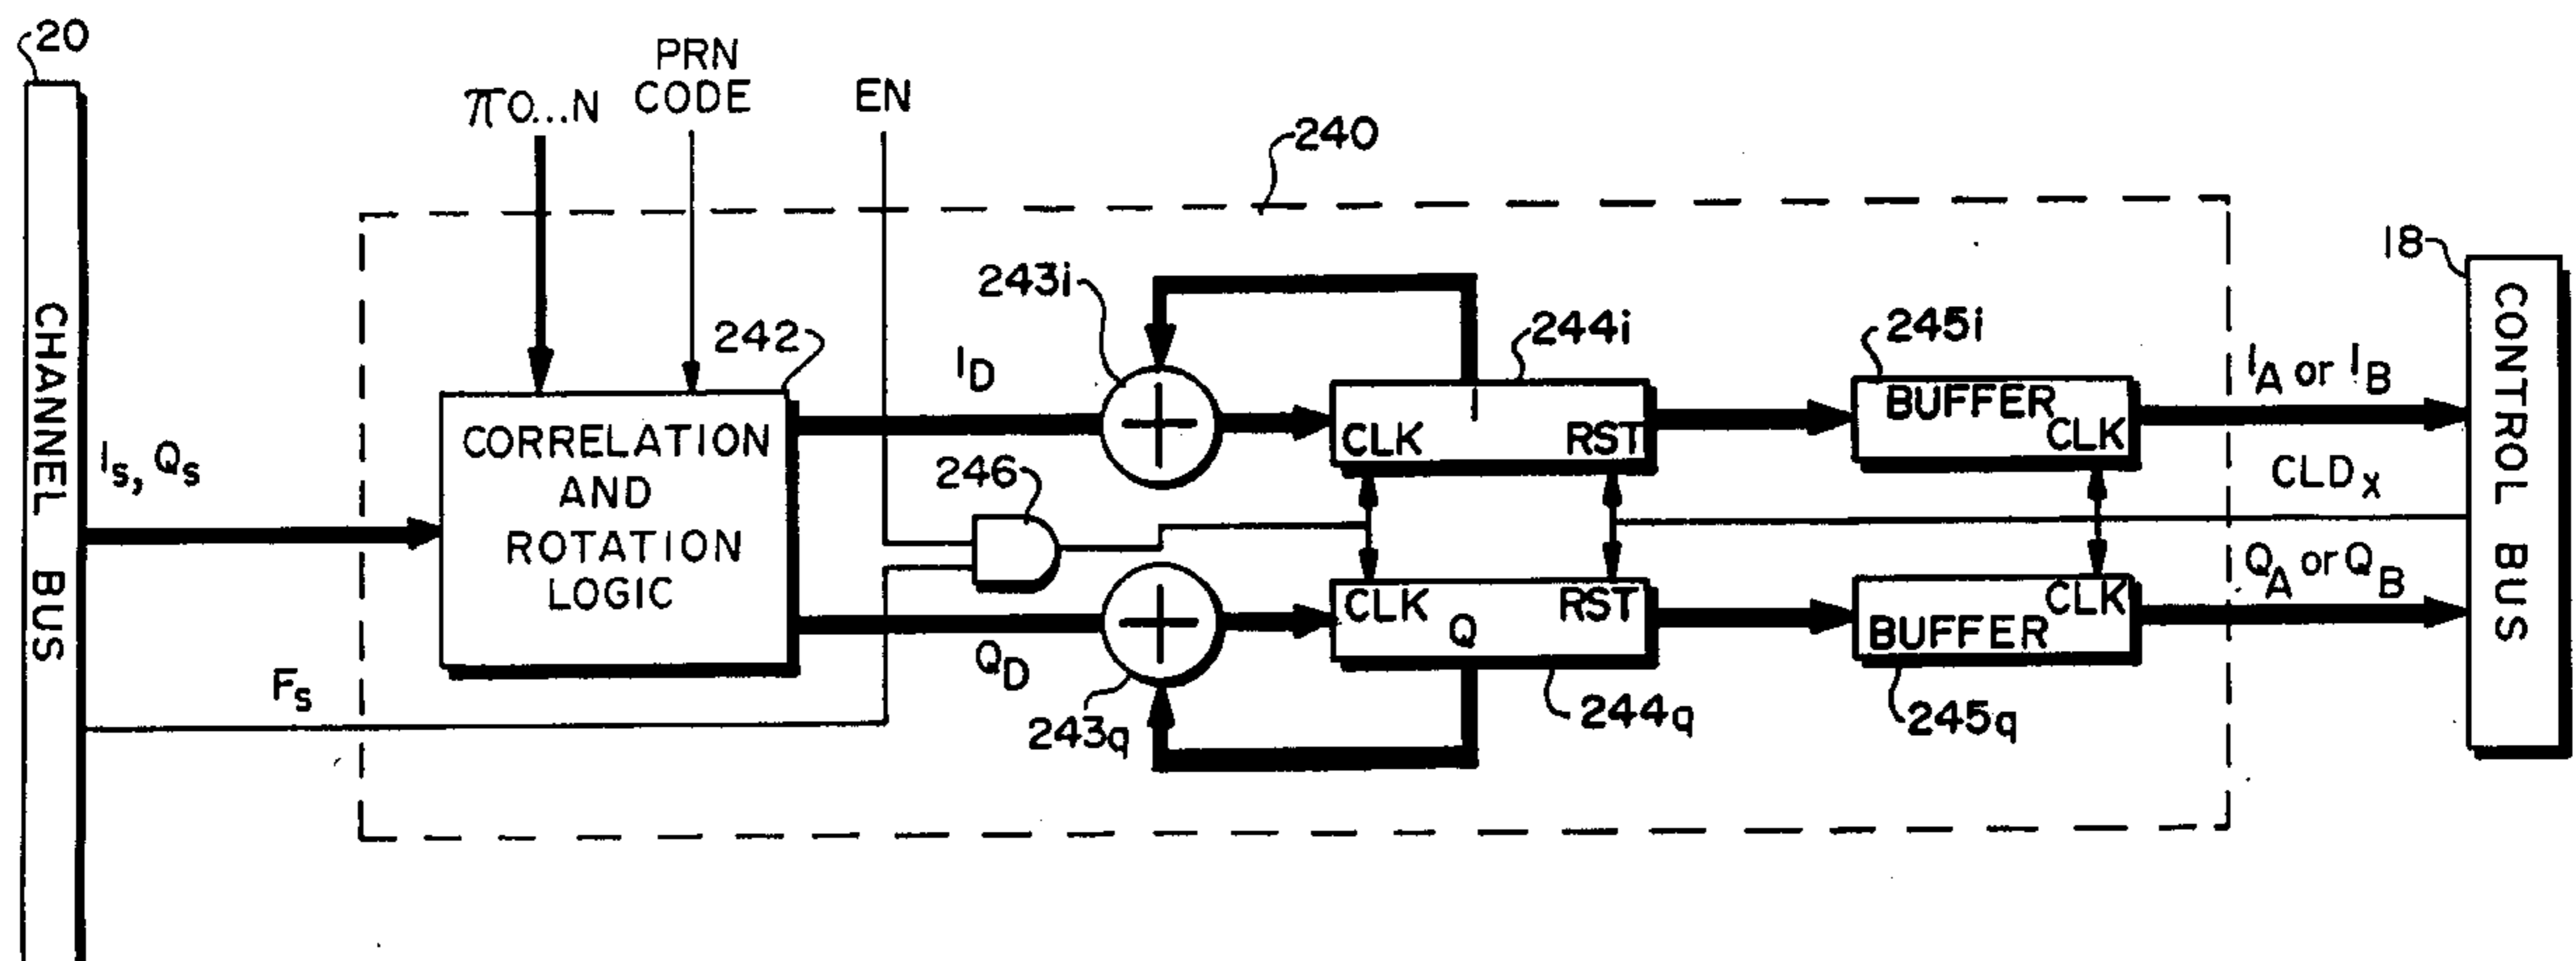 20
PRN
CODE
π0...N
EN
240
18
243i
242
244i
245i
I_D
I_A or I_B
CHANNEL BUS
I_s, Q_s
CORRELATION
AND
ROTATION
LOGIC
246
I
CLK RST
BUFFER
CLK
CLD_x
CONTROL BUS
CLK RST
Q
CLK
BUFFER
Q_A or Q_B
Q_D
F_s
243q
244q
245q